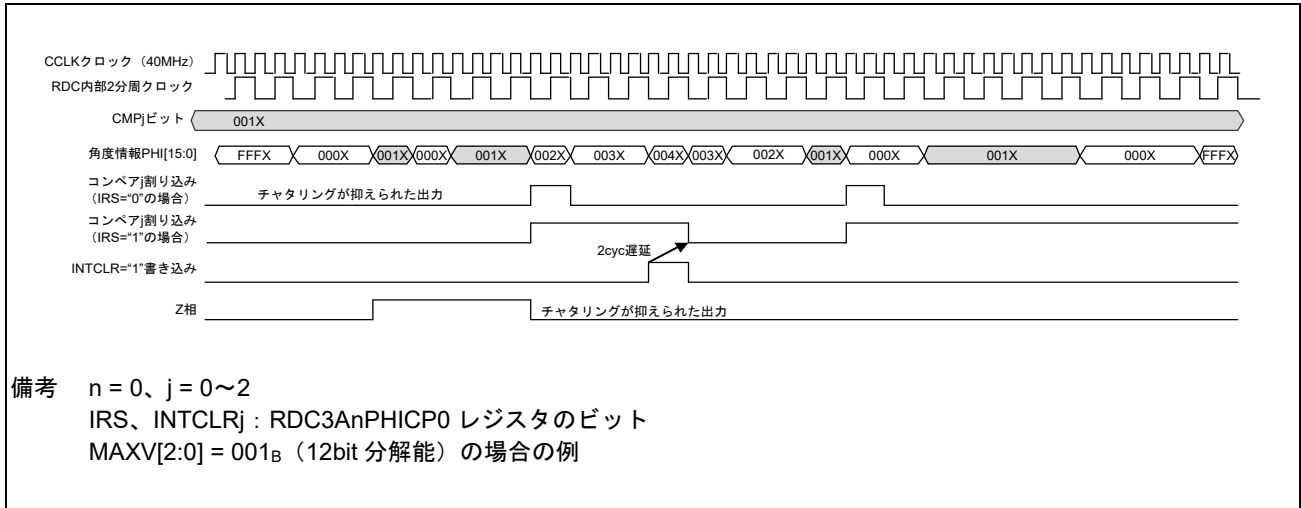 CCLKクロック（40MHz）
RDC内部2分周クロック
CMPjビット 001X
角度情報PHI[15:0] FFFX 000X 001X 000X 001X 002X 003X 004X 003X 002X 001X 000X 001X 000X FFFX
コンペアj割り込み
（IRS=“0”の場合） チャタリングが抑えられた出力
コンペアj割り込み
（IRS=“1”の場合）
2cyc遅延
INTCLR=“1”書き込み
Z相 チャタリングが抑えられた出力
備考 n = 0、j = 0～2
IRS、INTCLRj：RDC3AnPHICP0 レジスタのビット
MAXV[2:0] = 001B（12bit 分解能）の場合の例